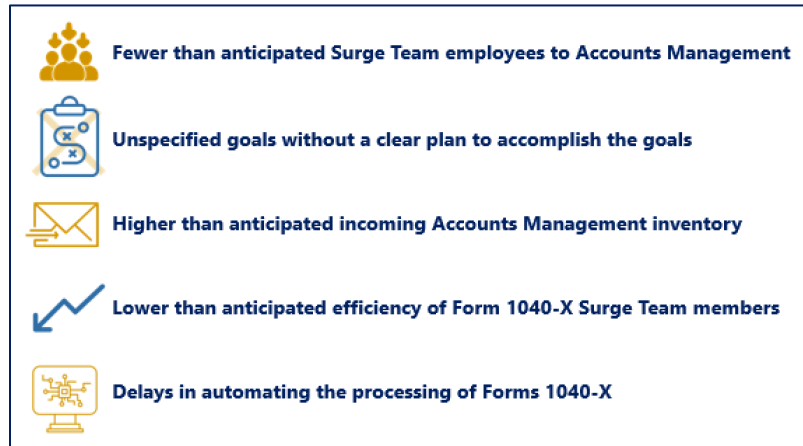 Fewer than anticipated Surge Team employees to Accounts Management
Unspecified goals without a clear plan to accomplish the goals
Higher than anticipated incoming Accounts Management inventory
Lower than anticipated efficiency of Form 1040-X Surge Team members
Delays in automating the processing of Forms 1040-X